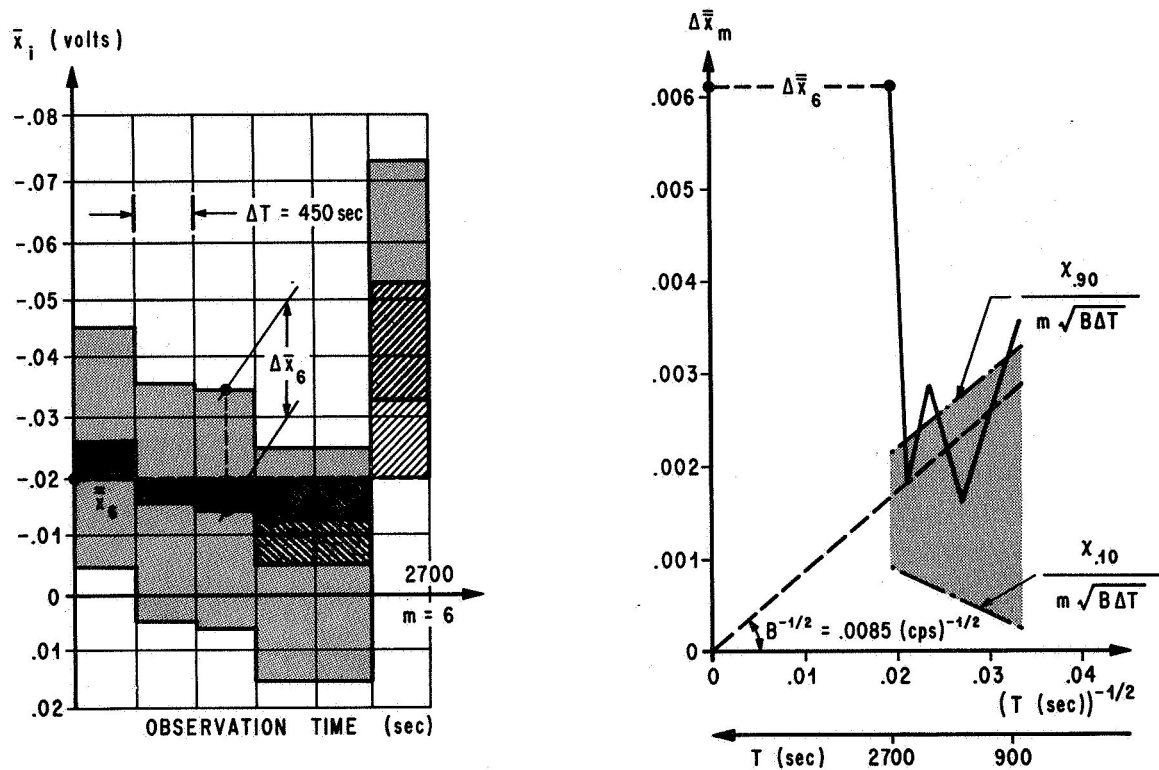 x̄ᵢ (volts)
-.08
-.07
ΔT = 450 sec
-.06
-.05
Δx̄₆
-.04
-.03
-.02
x̿₆
-.01
2700
0
m = 6
.01
.02
OBSERVATION TIME (sec)
Δx̿ₘ
.006
Δx̿₆
.005
.004
χ.90
m √BΔT
.003
.002
.001
χ.10
m √BΔT
B⁻¹/² = .0085 (cps)⁻¹/²
0
0 .01 .02 .03 .04
(T (sec))⁻¹/²
T (sec) 2700 900